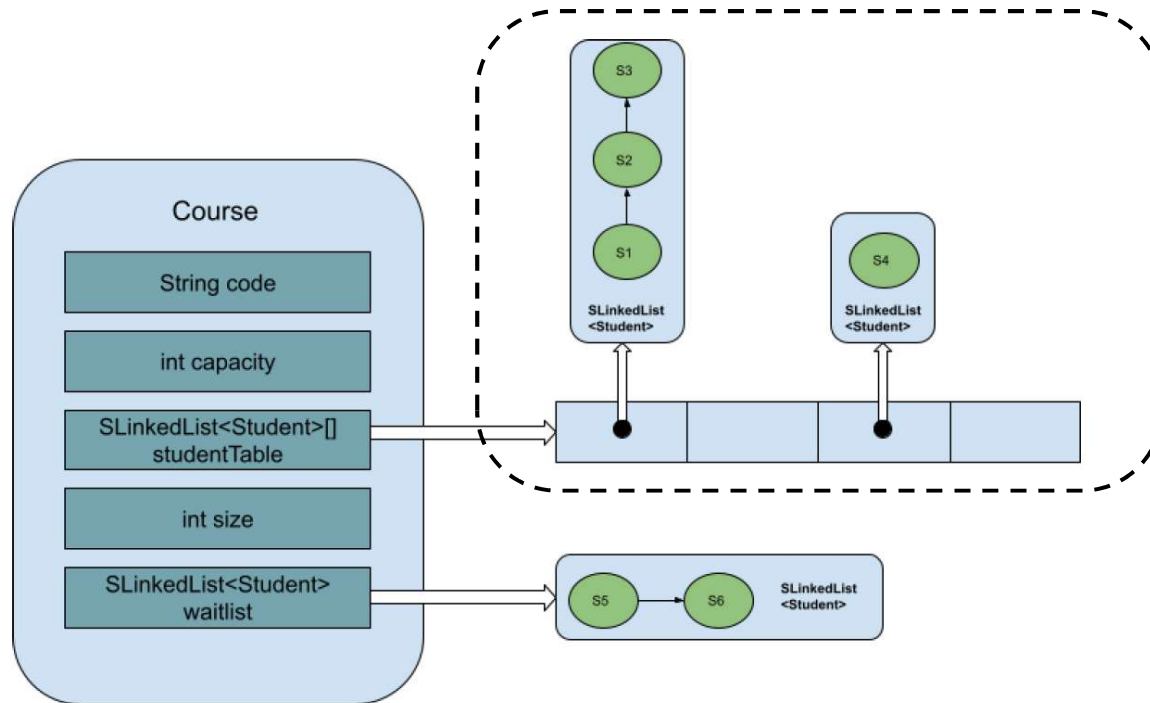 Course
String code
int capacity
SLinkedList<Student>[]
studentTable
int size
SLinkedList<Student>
waitlist
S3
S2
S1
SLinkedList
<Student>
S4
SLinkedList
<Student>
S5
S6
SLinkedList
<Student>